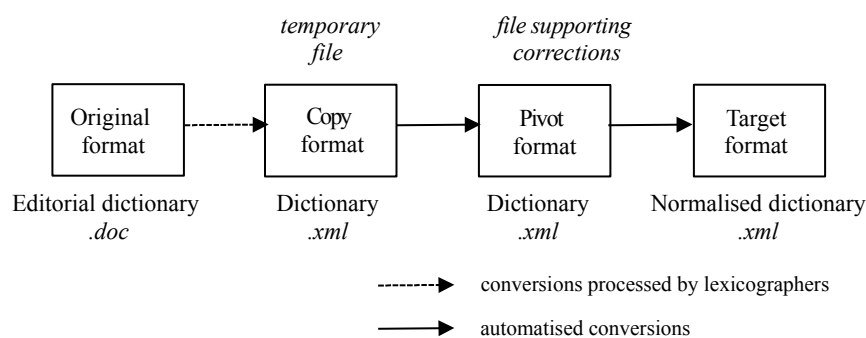 temporary
file
file supporting
corrections
Original
format
Copy
format
Pivot
format
Target
format
Editorial dictionary
.doc
Dictionary
.xml
Dictionary
.xml
Normalised dictionary
.xml
conversions processed by lexicographers
automatised conversions